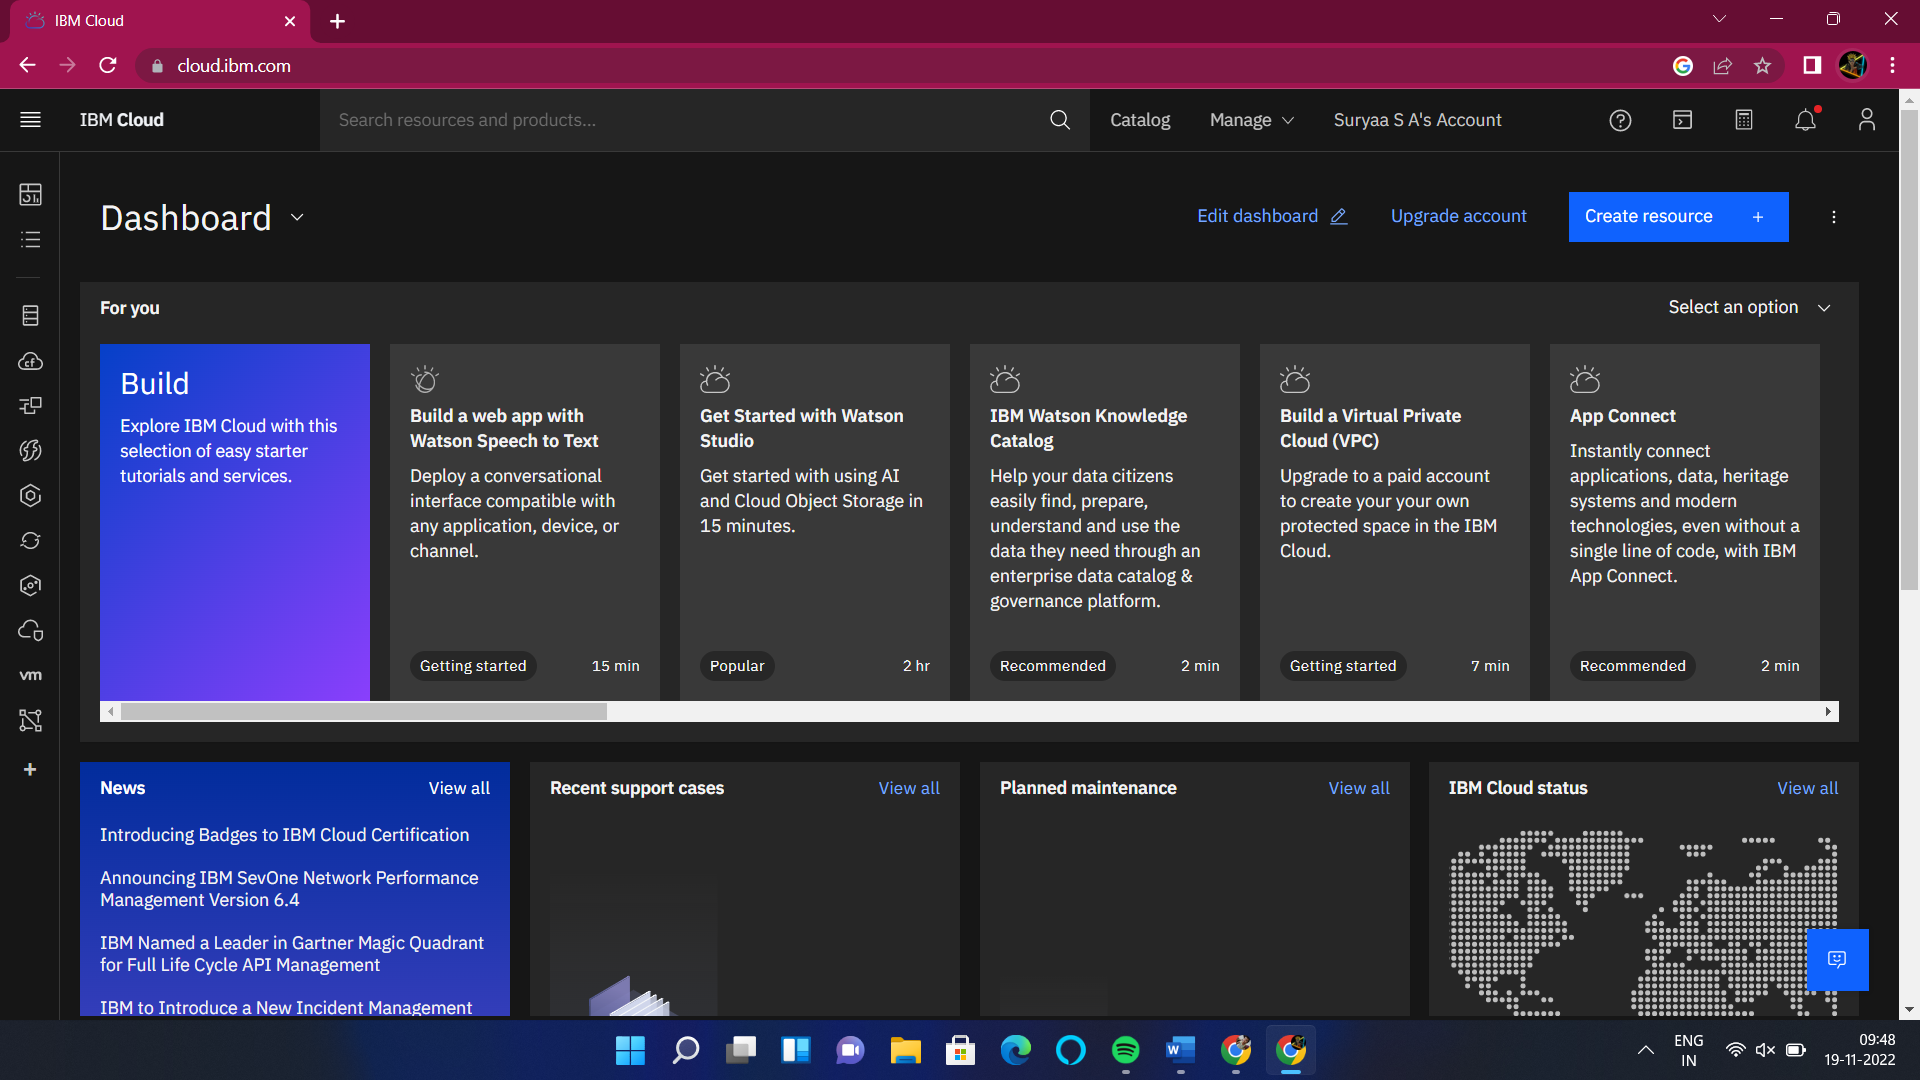 IBM Cloud
cloud.ibm.com
IBM Cloud
Search resources and products...
Catalog
Manage
Suryaa S A's Account
Dashboard
Edit dashboard
Upgrade account
Create resource +
For you
Select an option
Build
Explore IBM Cloud with this
selection of easy starter
tutorials and services.
Build a web app with
Watson Speech to Text
Deploy a conversational
interface compatible with
any application, device, or
channel.
Getting started 15 min
Get Started with Watson
Studio
Get started with using AI
and Cloud Object Storage in
15 minutes.
Popular 2 hr
IBM Watson Knowledge
Catalog
Help your data citizens
easily find, prepare,
understand and use the
data they need through an
enterprise data catalog &
governance platform.
Recommended 2 min
Build a Virtual Private
Cloud (VPC)
Upgrade to a paid account
to create your your own
protected space in the IBM
Cloud.
Getting started 7 min
App Connect
Instantly connect
applications, data, heritage
systems and modern
technologies, even without a
single line of code, with IBM
App Connect.
Recommended 2 min
cf
vm
News View all
Introducing Badges to IBM Cloud Certification
Announcing IBM SevOne Network Performance
Management Version 6.4
IBM Named a Leader in Gartner Magic Quadrant
for Full Life Cycle API Management
IBM to Introduce a New Incident Management
Recent support cases View all
Planned maintenance View all
IBM Cloud status View all
W
ENG
IN
09:48
19-11-2022